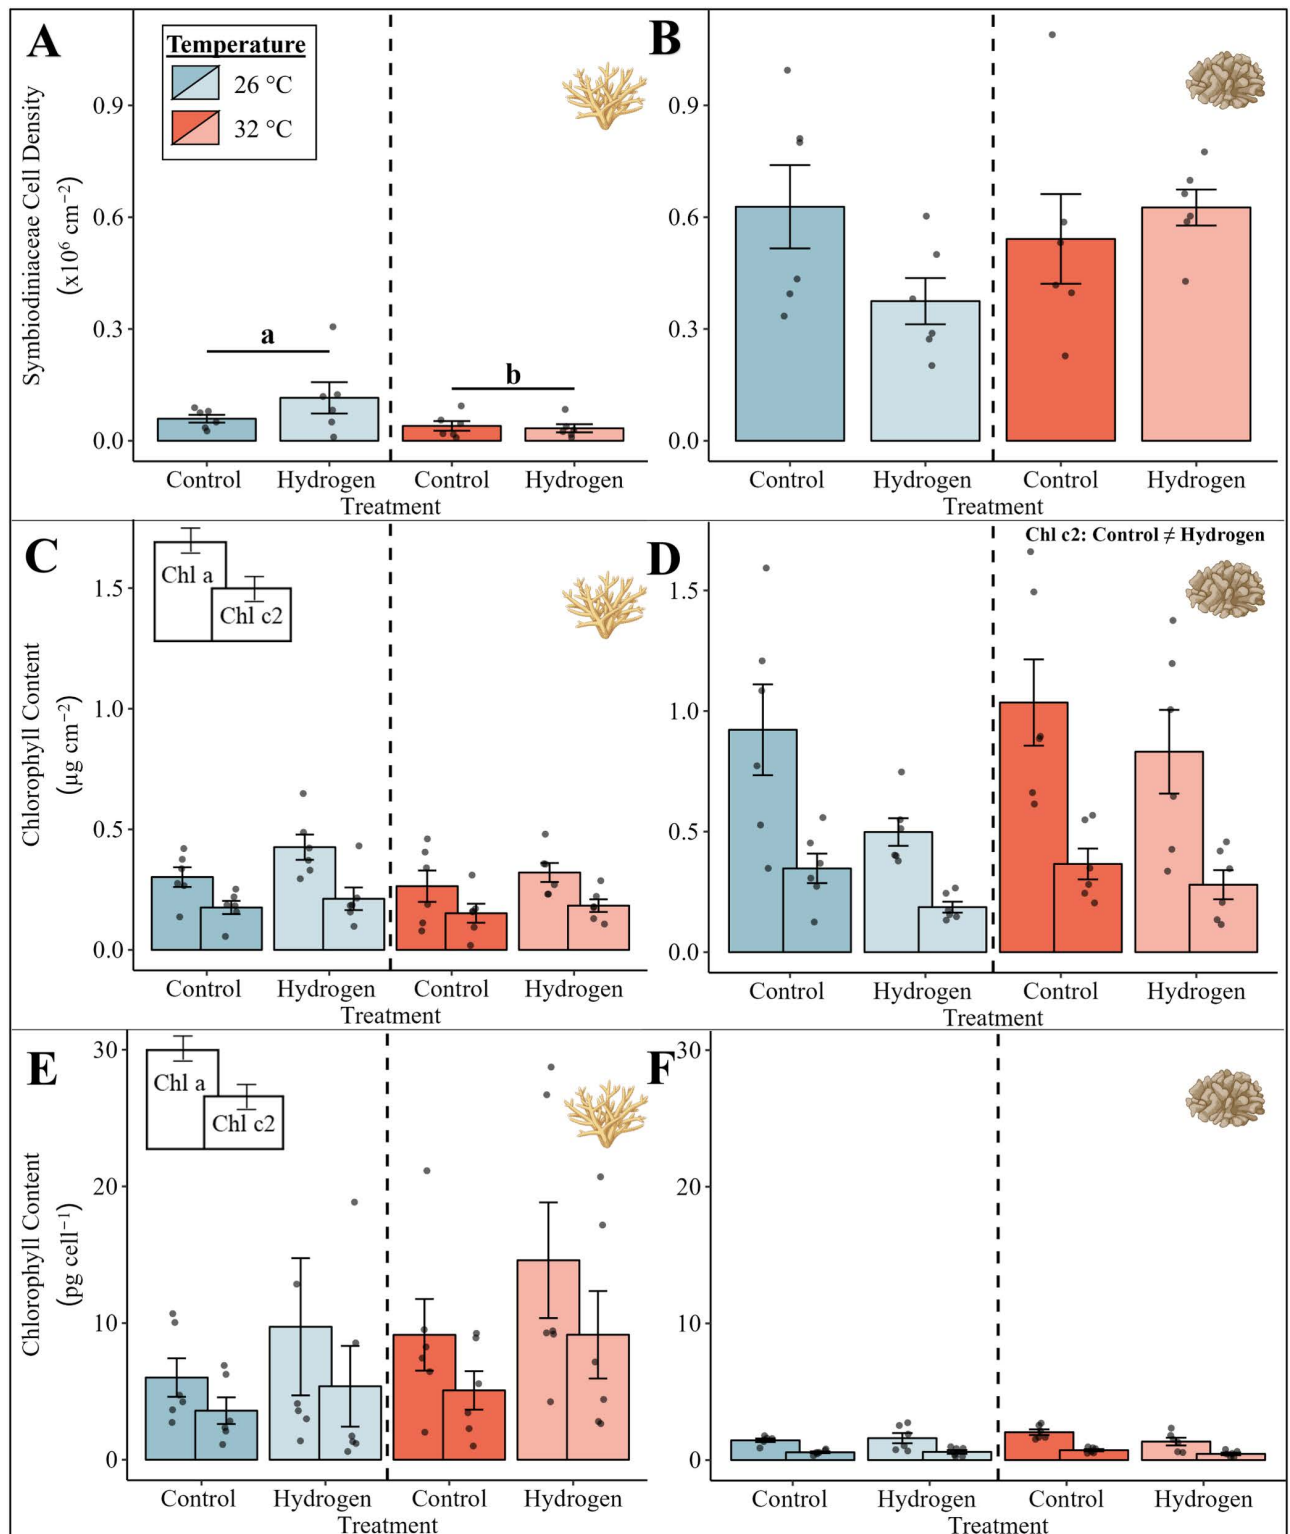 A
Temperature
26 °C
32 °C
Symbiodiniaceae Cell Density
(x10⁶ cm⁻²)
0.9
0.6
0.3
0.0
a
b
Control
Hydrogen
Control
Hydrogen
Treatment
B
0.9
0.6
0.3
0.0
Control
Hydrogen
Control
Hydrogen
Treatment
C
Chl a
Chl c2
Chlorophyll Content
(µg cm⁻²)
1.5
1.0
0.5
0.0
Control
Hydrogen
Control
Hydrogen
Treatment
D
Chl c2: Control ≠ Hydrogen
1.5
1.0
0.5
0.0
Control
Hydrogen
Control
Hydrogen
Treatment
E
Chl a
Chl c2
Chlorophyll Content
(pg cell⁻¹)
30
20
10
0
Control
Hydrogen
Control
Hydrogen
Treatment
F
30
20
10
0
Control
Hydrogen
Control
Hydrogen
Treatment